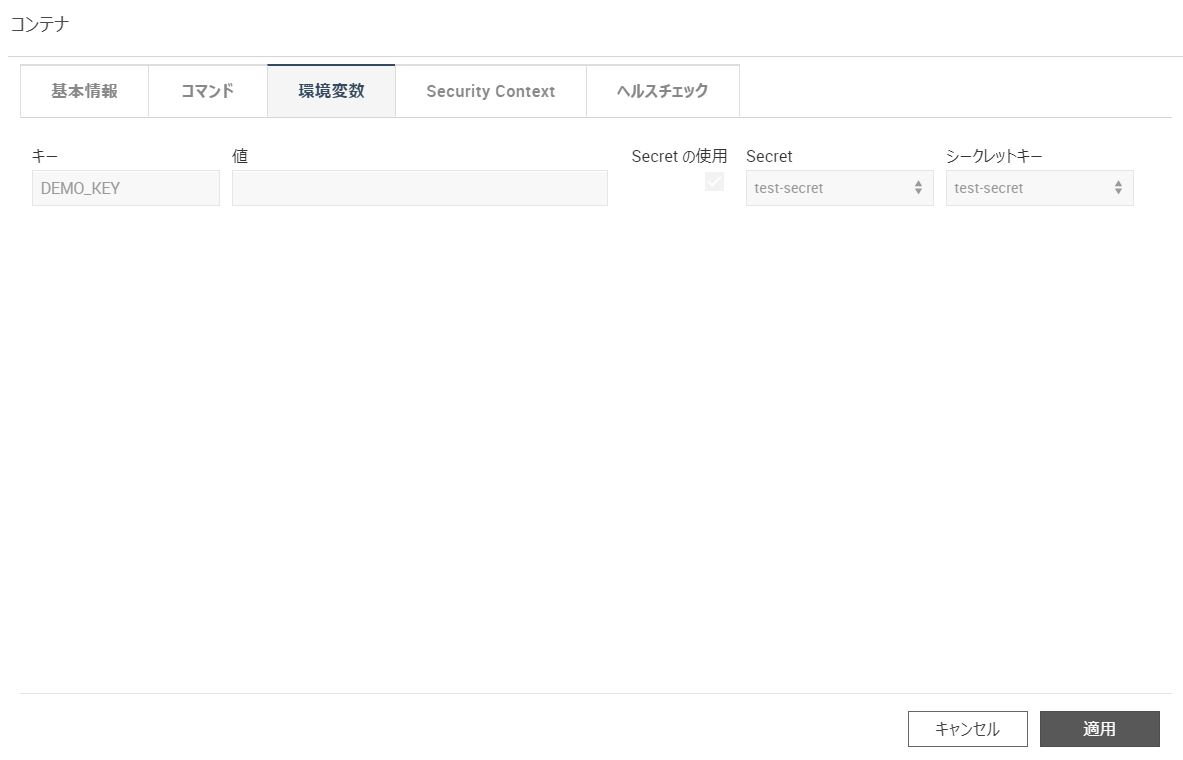 コンテナ
基本情報 コマンド 環境変数 Security Context ヘルスチェック
キー 値 Secret の使用 Secret シークレットキー
DEMO_KEY test-secret test-secret
キャンセル 適用